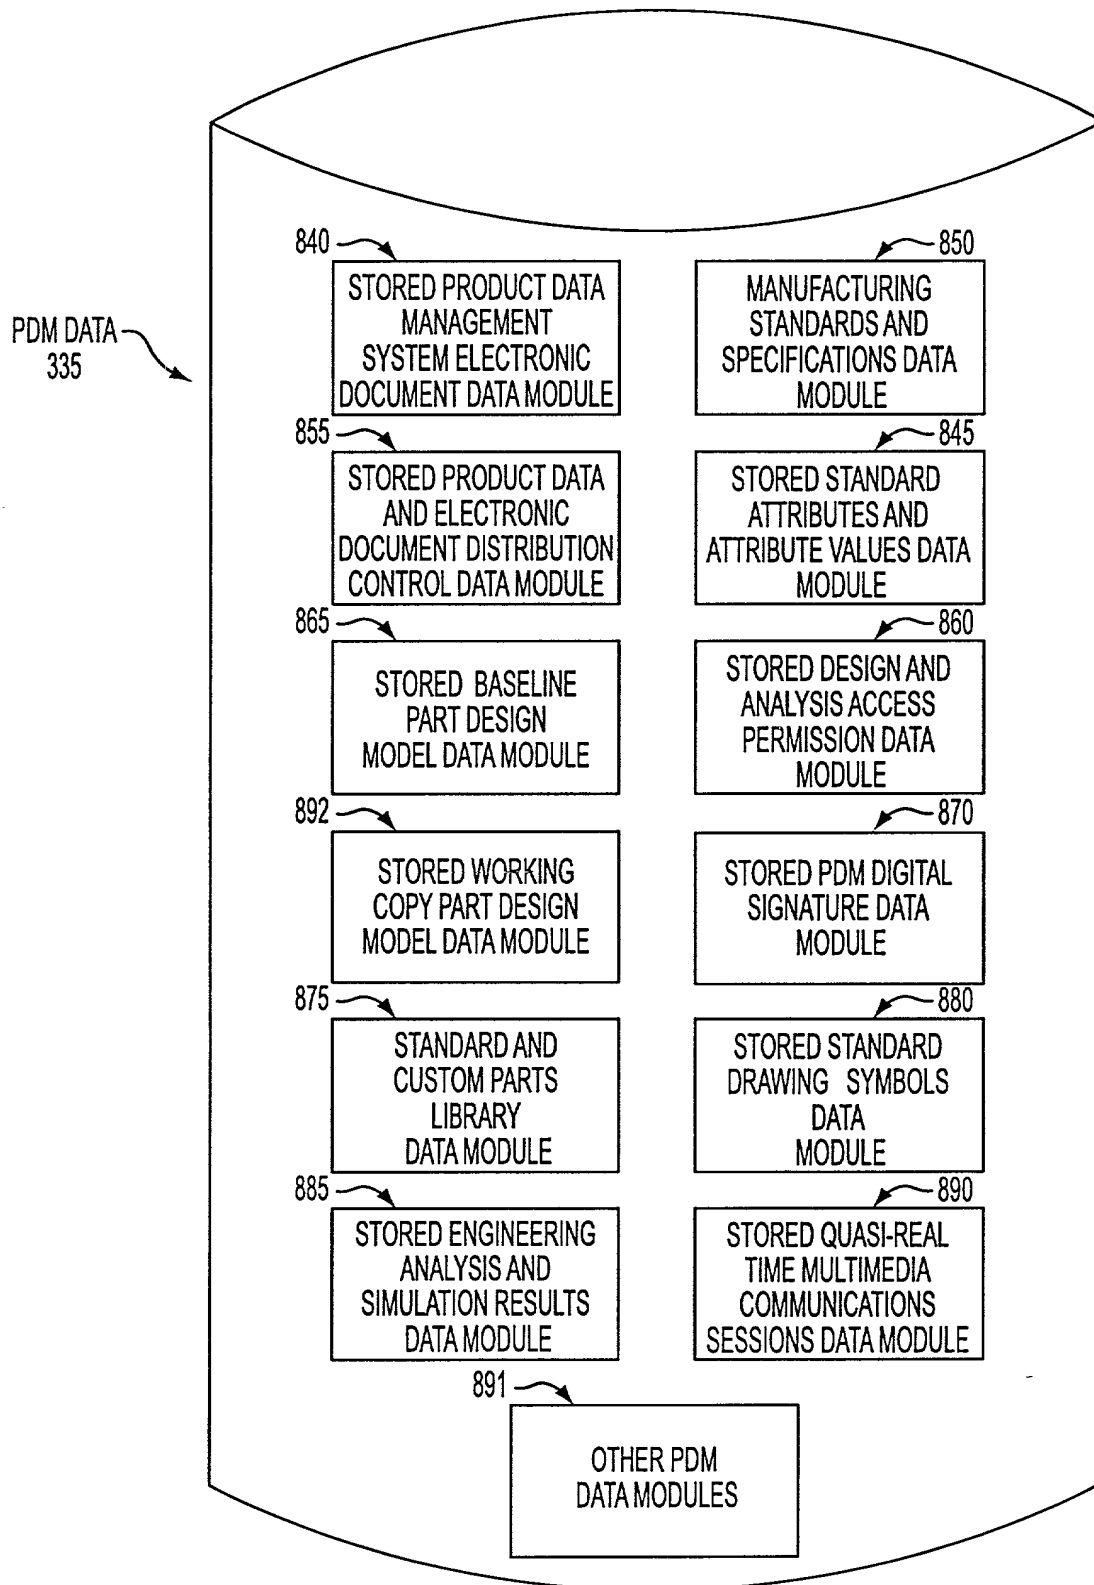 840
850
STORED PRODUCT DATA
MANAGEMENT
SYSTEM ELECTRONIC
DOCUMENT DATA MODULE
MANUFACTURING
STANDARDS AND
SPECIFICATIONS DATA
MODULE
PDM DATA
335
855
845
STORED PRODUCT DATA
AND ELECTRONIC
DOCUMENT DISTRIBUTION
CONTROL DATA MODULE
STORED STANDARD
ATTRIBUTES AND
ATTRIBUTE VALUES DATA
MODULE
865
860
STORED BASELINE
PART DESIGN
MODEL DATA MODULE
STORED DESIGN AND
ANALYSIS ACCESS
PERMISSION DATA
MODULE
892
870
STORED WORKING
COPY PART DESIGN
MODEL DATA MODULE
STORED PDM DIGITAL
SIGNATURE DATA
MODULE
875
880
STANDARD AND
CUSTOM PARTS
LIBRARY
DATA MODULE
STORED STANDARD
DRAWING SYMBOLS
DATA
MODULE
885
890
STORED ENGINEERING
ANALYSIS AND
SIMULATION RESULTS
DATA MODULE
STORED QUASI-REAL
TIME MULTIMEDIA
COMMUNICATIONS
SESSIONS DATA MODULE
891
OTHER PDM
DATA MODULES